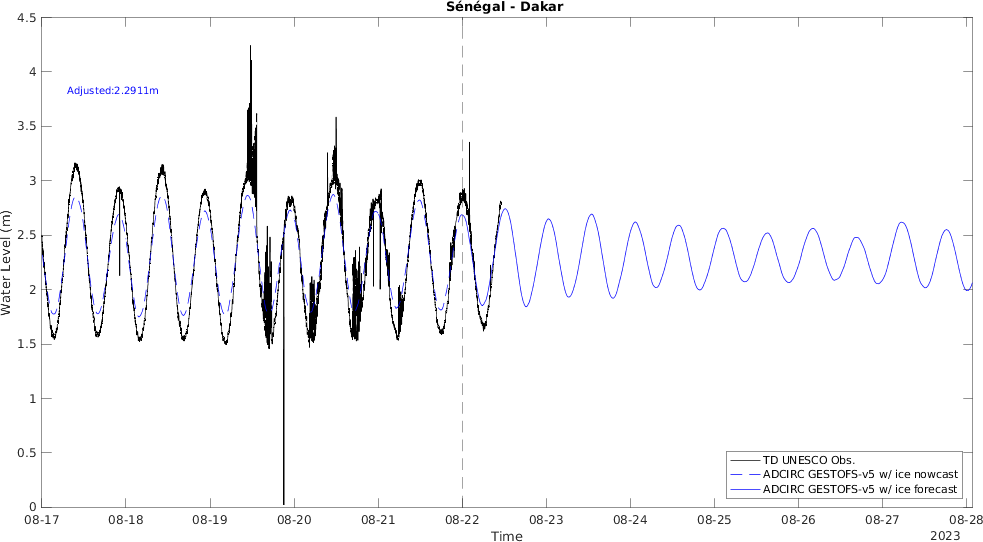 Sénégal - Dakar
4.5
4
3.5
3
2.5
2
1.5
1
0.5
0
Water Level (m)
Adjusted:2.2911m
TD UNESCO Obs.
ADCIRC GESTOFS-v5 w/ ice nowcast
ADCIRC GESTOFS-v5 w/ ice forecast
08-17 08-18 08-19 08-20 08-21 08-22 08-23 08-24 08-25 08-26 08-27 08-28
Time
2023